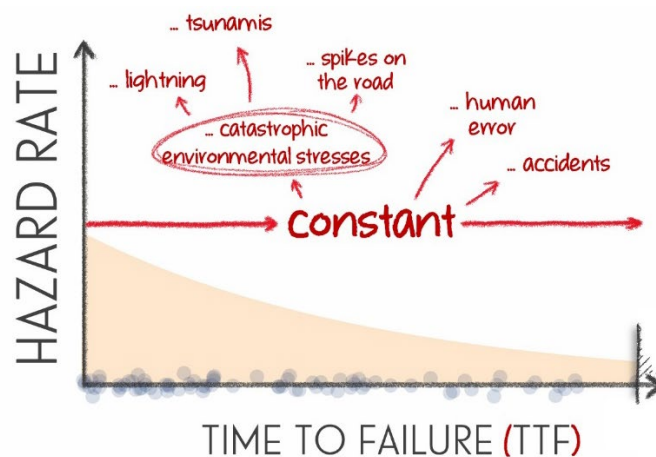 ... tsunamis
... lightning
... spikes on
the road
... catastrophic
environmental stresses
... human
error
... accidents
constant
HAZARD RATE
TIME TO FAILURE (TTF)